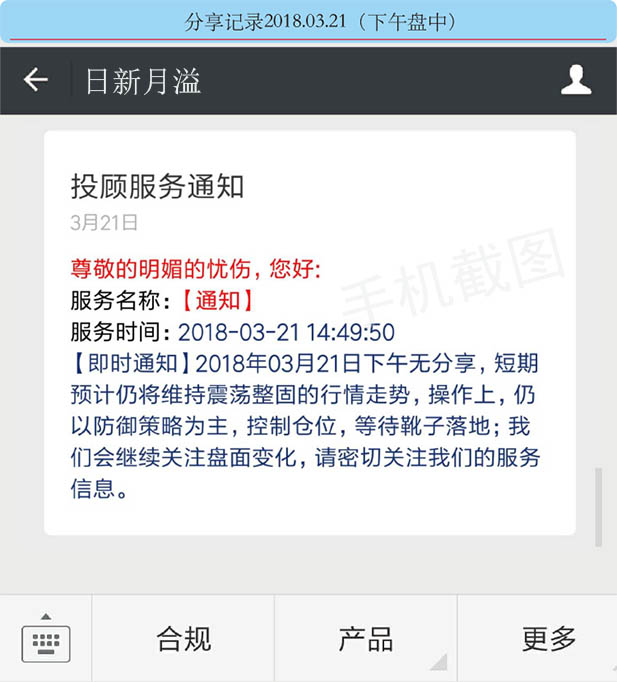 分享记录2018.03.21（下午盘中）
日新月溢
投顾服务通知
3月21日
尊敬的明媚的忧伤，您好:
服务名称：【通知】
服务时间：2018-03-21 14:49:50
【即时通知】2018年03月21日下午无分享，短期
预计仍将维持震荡整固的行情走势，操作上，仍
以防御策略为主，控制仓位，等待靴子落地；我
们会继续关注盘面变化，请密切关注我们的服务
信息。
手机截图
合规
产品
更多